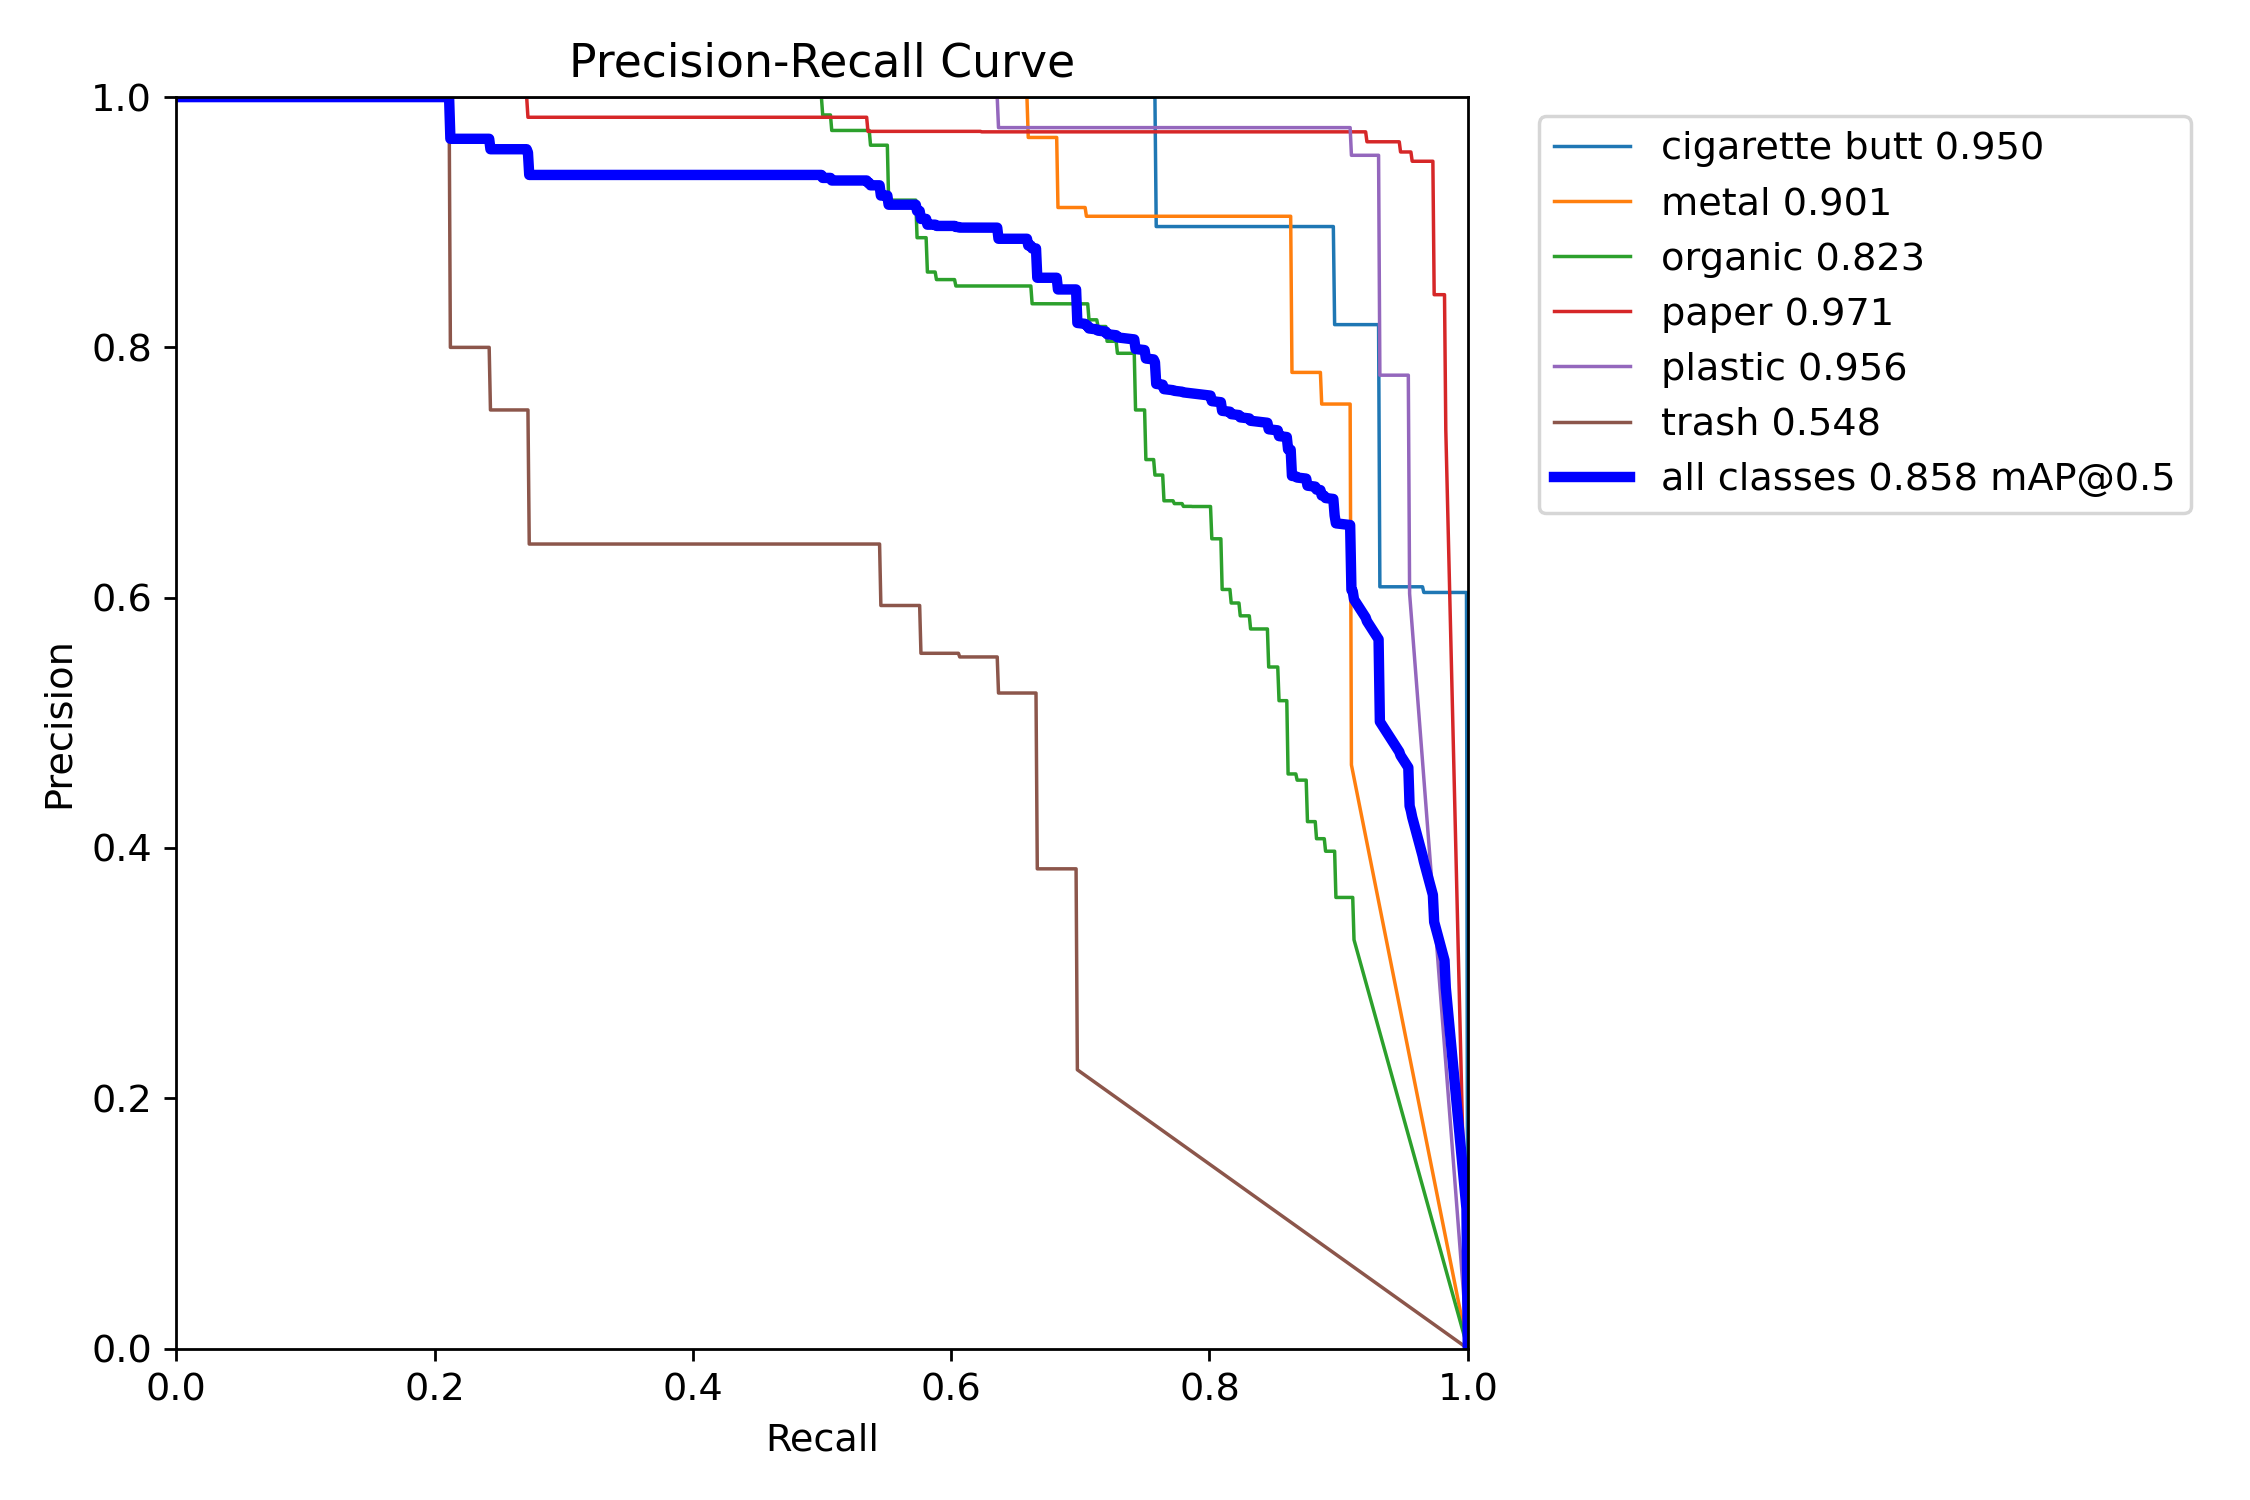 Precision-Recall Curve
1.0
0.8
0.6
0.4
0.2
0.0
Precision
0.0 0.2 0.4 0.6 0.8 1.0
Recall
cigarette butt 0.950
metal 0.901
organic 0.823
paper 0.971
plastic 0.956
trash 0.548
all classes 0.858 mAP@0.5